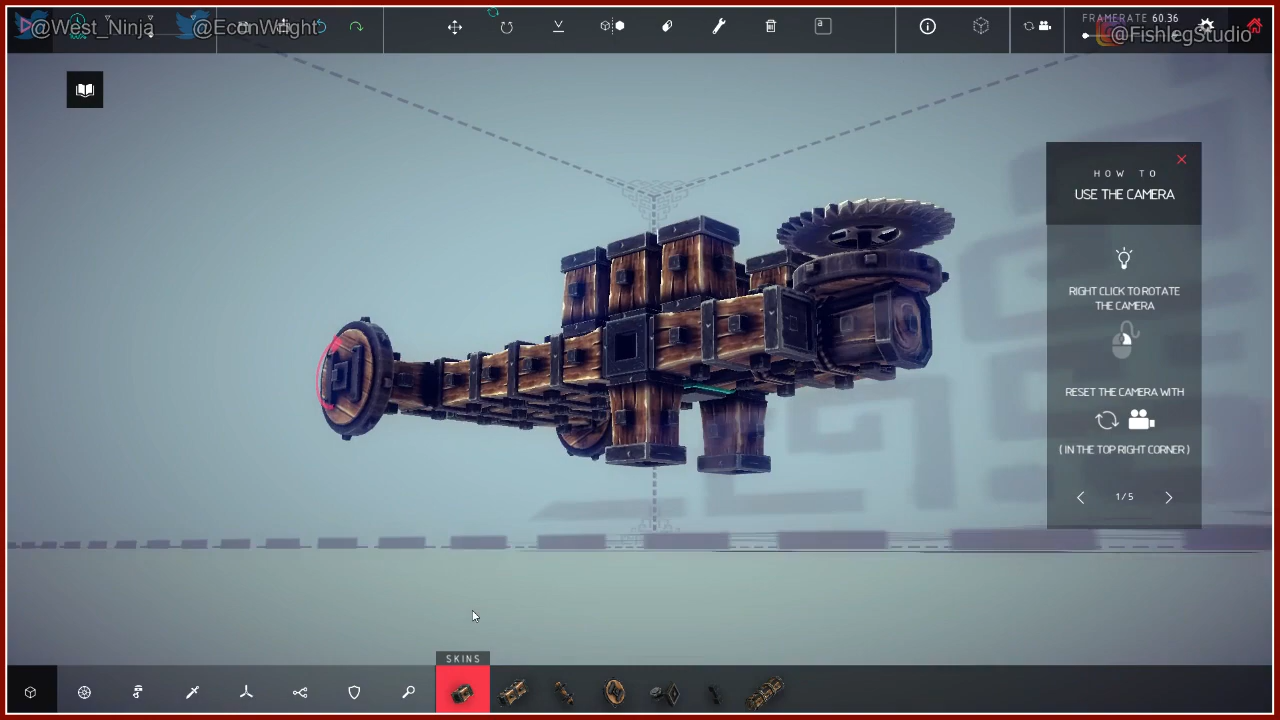 @West_Ninja @EconWright
FRAMERATE 60.36
@FishlegStudio
HOW TO
USE THE CAMERA
RIGHT CLICK TO ROTATE
THE CAMERA
RESET THE CAMERA WITH
( IN THE TOP RIGHT CORNER )
1/5
SKINS